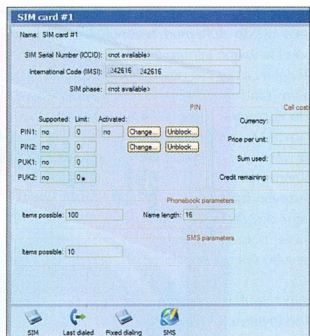 SIM card #1
Name: SIM card #1
SIM Serial Number (ICCID): <not available>
International Code (IMSI): 242616 242616
SIM phase: <not available>
PIN
Call costs
Supported: Limit: Activated:
Currency:
PIN1: no 0 no Change... Unblock...
Price per unit:
PIN2: no 0 Change... Unblock...
Sum used:
PUK1: no 0
PUK2: no 0
Credit remaining:
Phonebook parameters
Items possible: 100 Name length: 16
SMS parameters
Items possible: 10
SIM Last dialed Fixed dialing SMS